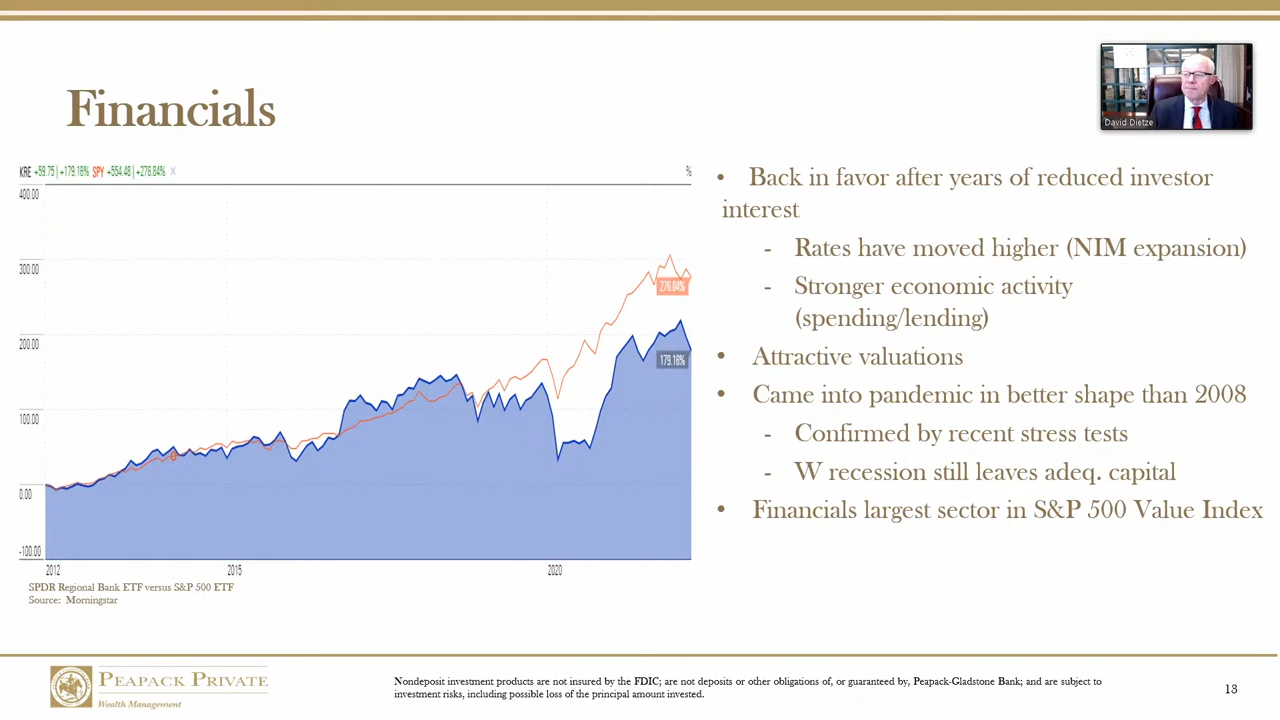 Financials
David Dietze
KRE +59.75 | +179.16% SPY +554.48 | +276.84% X
%
400.00
300.00
276.84%
200.00
179.16%
100.00
0.00
-100.00
2012 2015 2020
SPDR Regional Bank ETF versus S&P 500 ETF
Source: Morningstar
• Back in favor after years of reduced investor
interest
- Rates have moved higher (NIM expansion)
- Stronger economic activity
(spending/lending)
• Attractive valuations
• Came into pandemic in better shape than 2008
- Confirmed by recent stress tests
- W recession still leaves adeq. capital
• Financials largest sector in S&P 500 Value Index
PEAPACK PRIVATE
Wealth Management
Nondeposit investment products are not insured by the FDIC; are not deposits or other obligations of, or guaranteed by, Peapack-Gladstone Bank; and are subject to
investment risks, including possible loss of the principal amount invested.
13